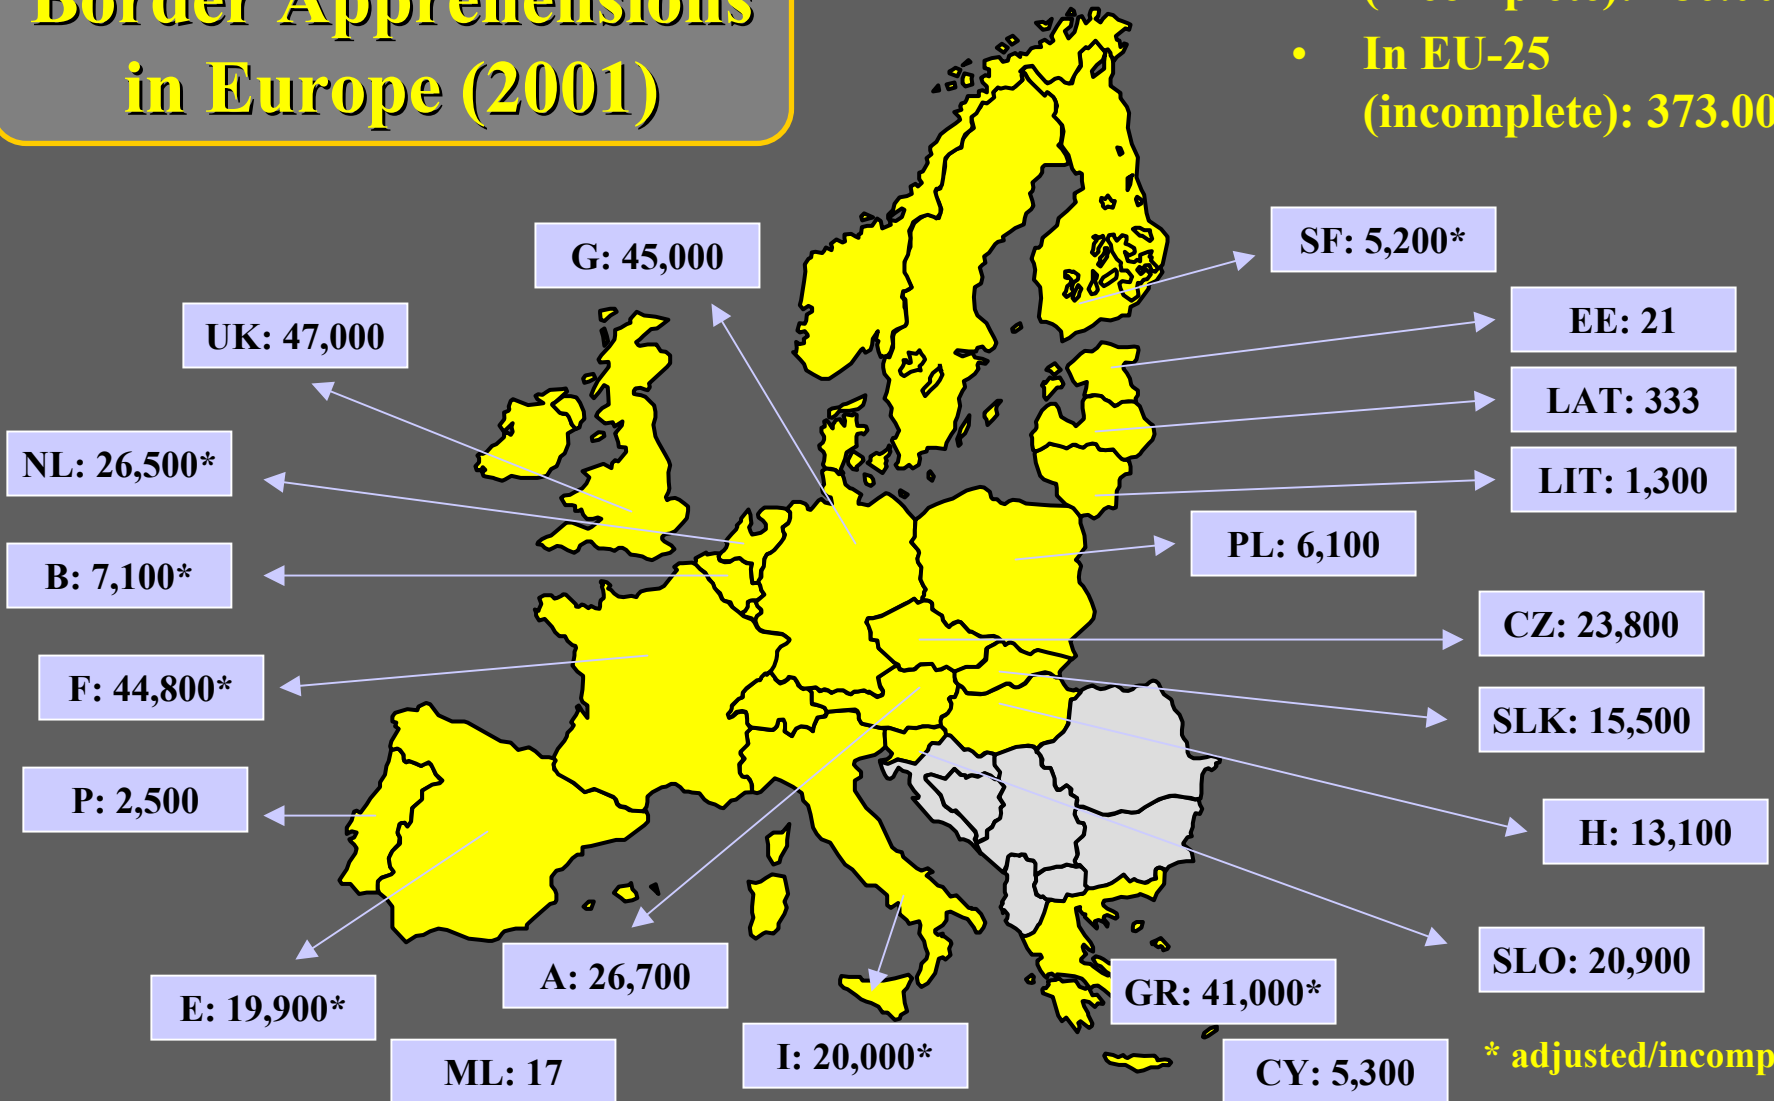 Border Apprehensions
in Europe (2001)
• In EU-25
(incomplete): 373.00
G: 45,000
SF: 5,200*
UK: 47,000
EE: 21
LAT: 333
NL: 26,500*
LIT: 1,300
PL: 6,100
B: 7,100*
CZ: 23,800
F: 44,800*
SLK: 15,500
P: 2,500
H: 13,100
SLO: 20,900
A: 26,700
GR: 41,000*
E: 19,900*
I: 20,000*
* adjusted/incomp
ML: 17
CY: 5,300